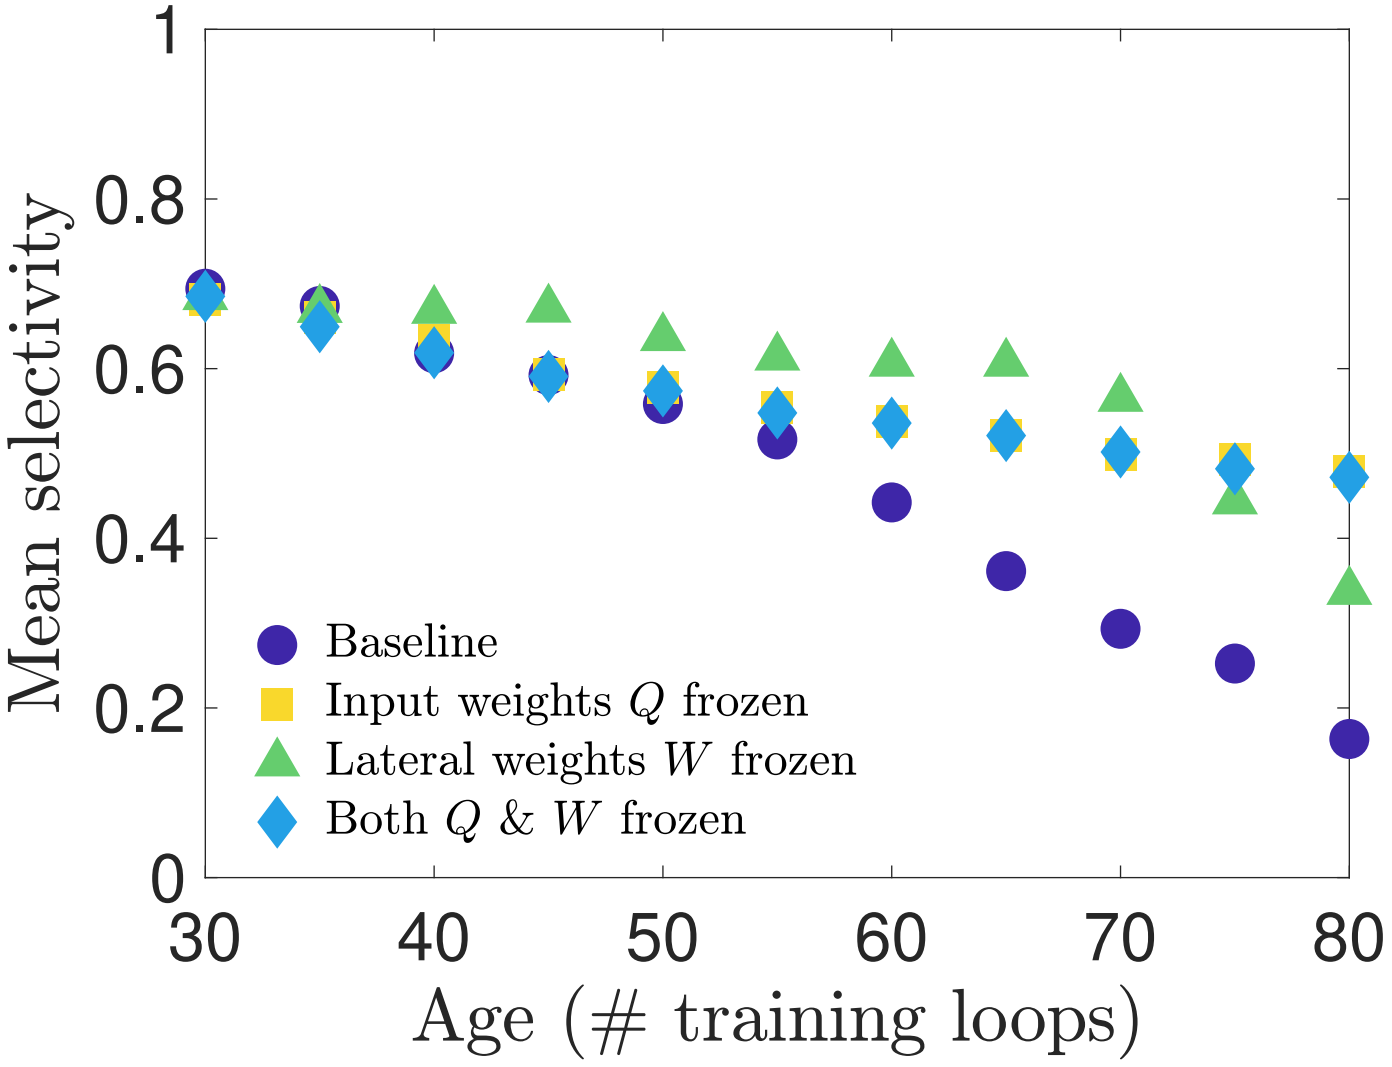 1
0.8
0.6
0.4
0.2
0
Mean selectivity
Baseline
Input weights Q frozen
Lateral weights W frozen
Both Q & W frozen
30 40 50 60 70 80
Age (# training loops)